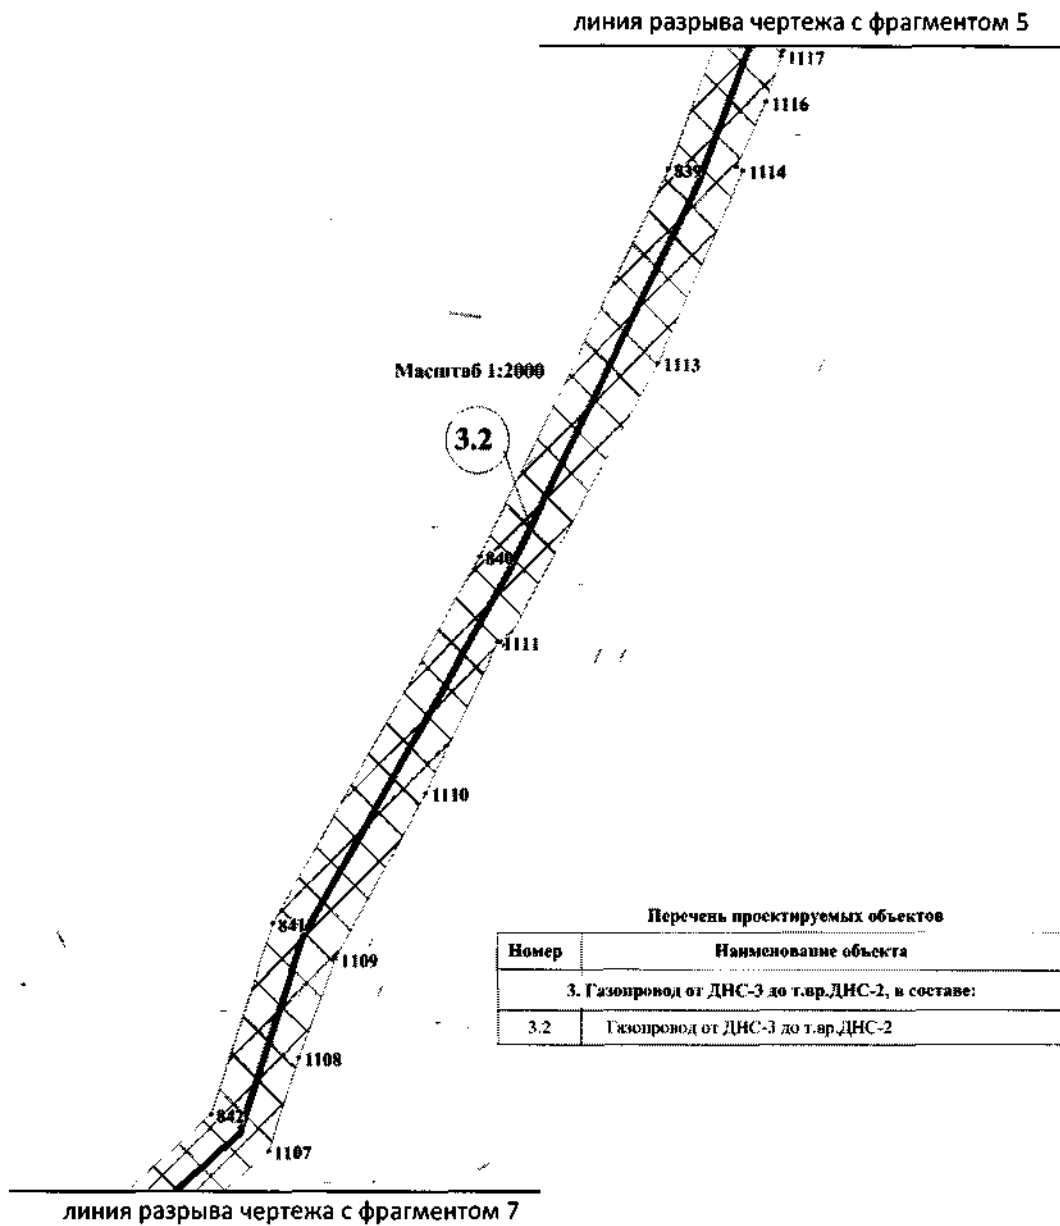 линия разрыва чертежа с фрагментом 5
1117
1116
839
1114
1113
Масштаб 1:2000
3.2
840
1111
1110
841
1109
Перечень проектируемых объектов
Номер Наименование объекта
3. Газопровод от ДНС-3 до т.вр.ДНС-2, в составе:
3.2 Газопровод от ДНС-3 до т.вр.ДНС-2
1108
842
1107
линия разрыва чертежа с фрагментом 7